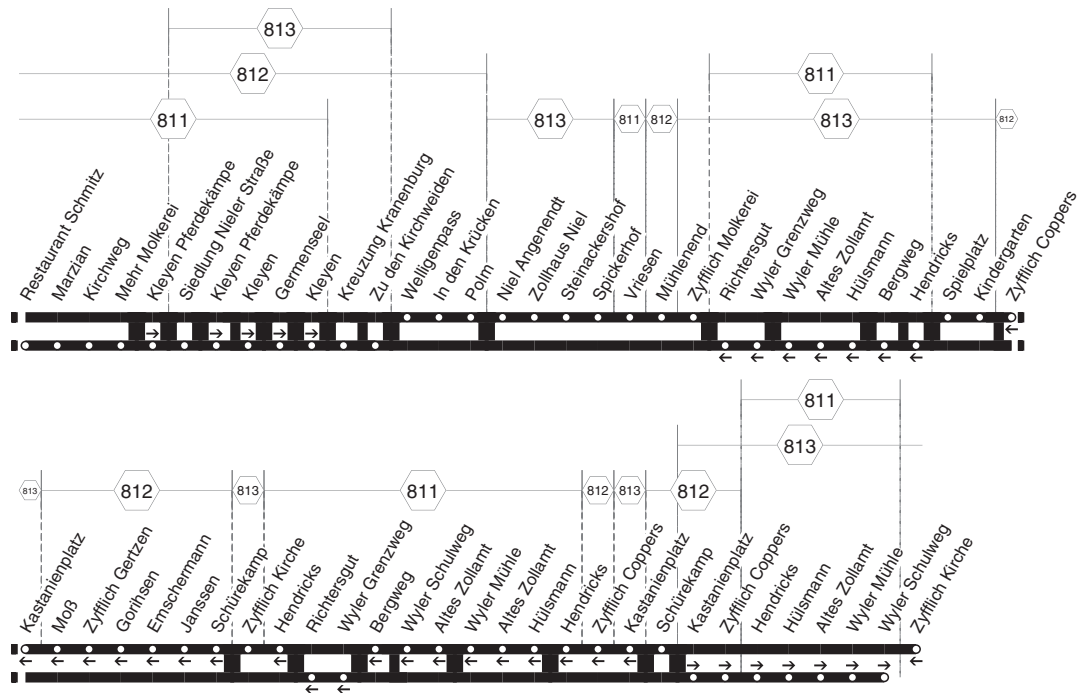 813
812
811
811
813
811
812
813
812
Restaurant Schmitz
Marzlan
Kirchweg
Mehr Molkerei
Kleyen Pferdekämpe
Siedlung Nieler Straße
Kleyen Pferdekämpe
Kleyen
Germenseel
Kleyen
Kreuzung Kranenburg
Zu den Kirchweiden
Welligenpass
In den Krücken
Polm
Niel Angenendt
Zollhaus Niel
Steinackershof
Spickerhof
Vriesen
Mühlenend
Zyfflich Molkerei
Richtersgut
Wyler Grenzweg
Wyler Mühle
Altes Zollamt
Hülsmann
Bergweg
Hendricks
Spielplatz
Kindergarten
Zyfflich Coppers
811
813
813
812
813
811
812
813
812
Kastanienplatz
Moß
Zyfflich Gertzen
Gorihsen
Emschermann
Janssen
Schürekamp
Zyfflich Kirche
Hendricks
Richtersgut
Wyler Grenzweg
Bergweg
Wyler Schulweg
Altes Zollamt
Wyler Mühle
Altes Zollamt
Hülsmann
Hendricks
Zyfflich Coppers
Kastanienplatz
Schürekamp
Kastanienplatz
Zyfflich Coppers
Hendricks
Hülsmann
Altes Zollamt
Wyler Mühle
Wyler Schulweg
Zyfflich Kirche